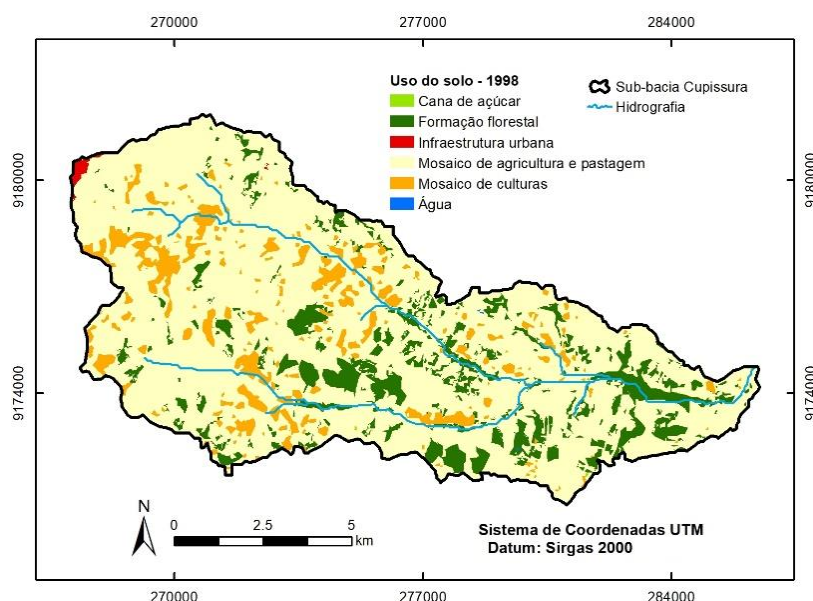 270000 277000 284000
Uso do solo - 1998
Cana de açúcar
Formação florestal
Infraestrutura urbana
Mosaico de agricultura e pastagem
Mosaico de culturas
Água
Sub-bacia Cupissura
Hidrografia
9180000 9180000
9174000 9174000
N
0 2.5 5
km
Sistema de Coordenadas UTM
Datum: Sirgas 2000
270000 277000 284000